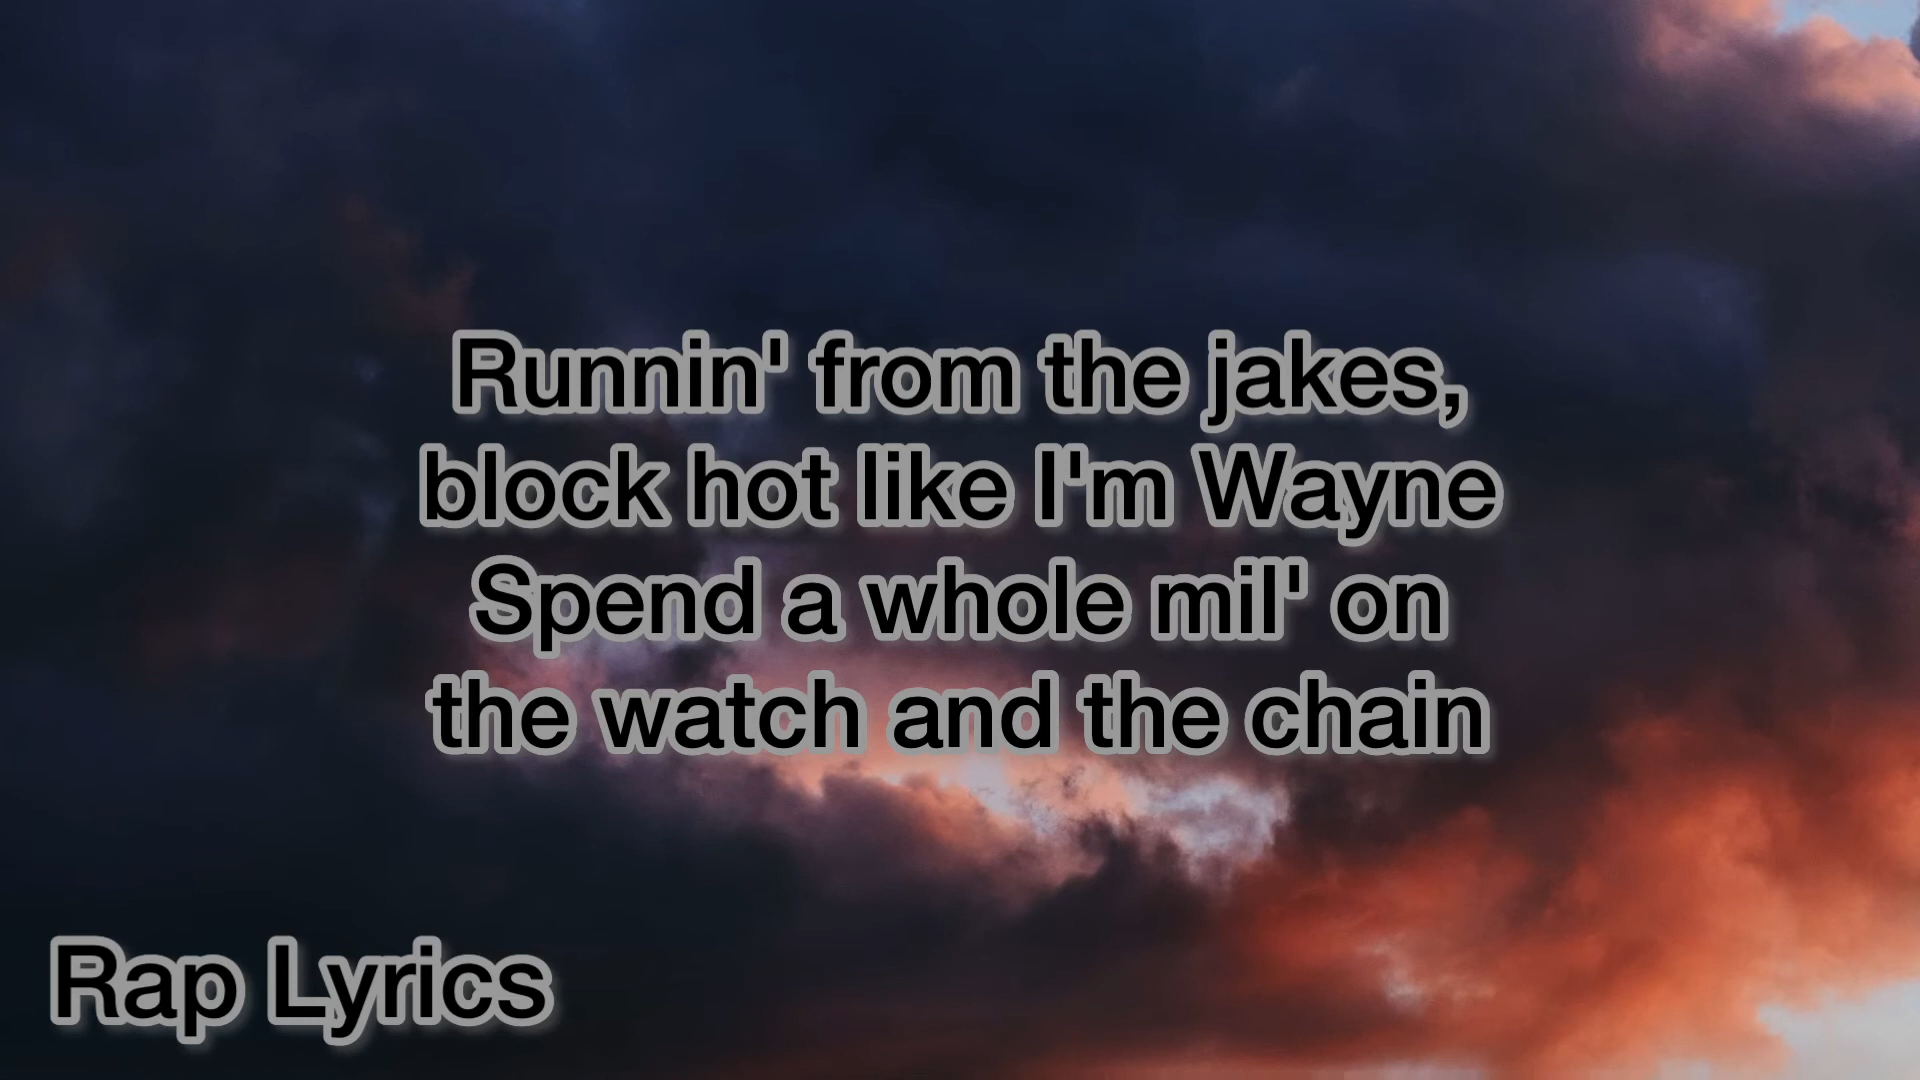 Runnin' from the jakes,
block hot like I'm Wayne
Spend a whole mil' on
the watch and the chain
Rap Lyrics